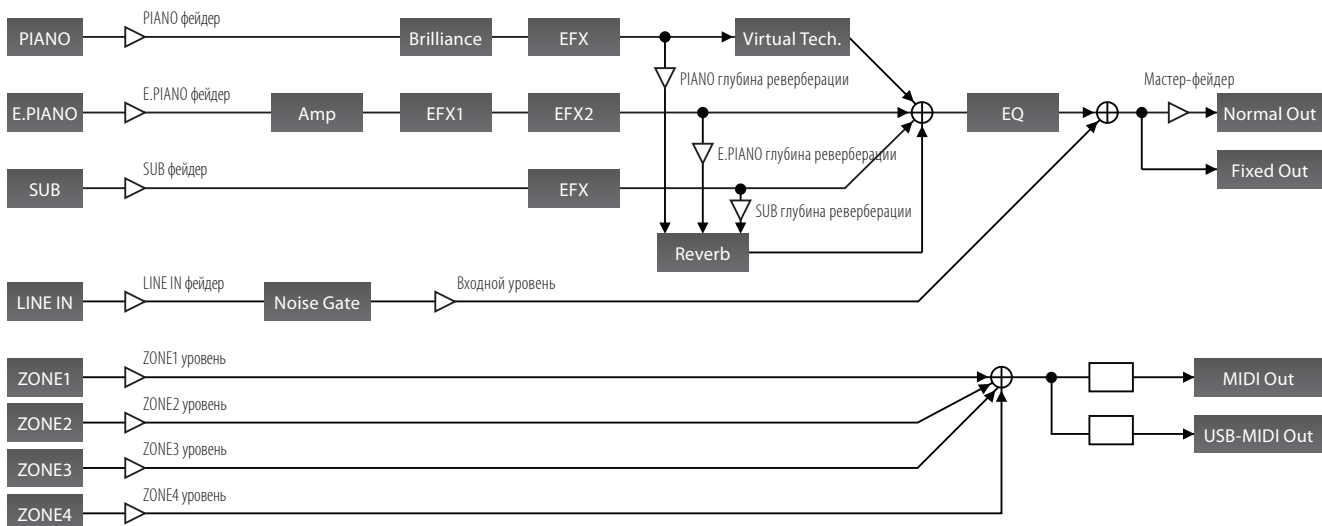 PIANO фейдер
PIANO
Brilliance
EFX
Virtual Tech.
PIANO глубина реверберации
Мастер-фейдер
E.PIANO фейдер
E.PIANO
Amp
EFX1
EFX2
EQ
Normal Out
E.PIANO глубина реверберации
SUB фейдер
Fixed Out
SUB
EFX
SUB глубина реверберации
Reverb
LINE IN фейдер
Входной уровень
LINE IN
Noise Gate
ZONE1 уровень
ZONE1
MIDI Out
ZONE2 уровень
ZONE2
USB-MIDI Out
ZONE3 уровень
ZONE3
ZONE4 уровень
ZONE4